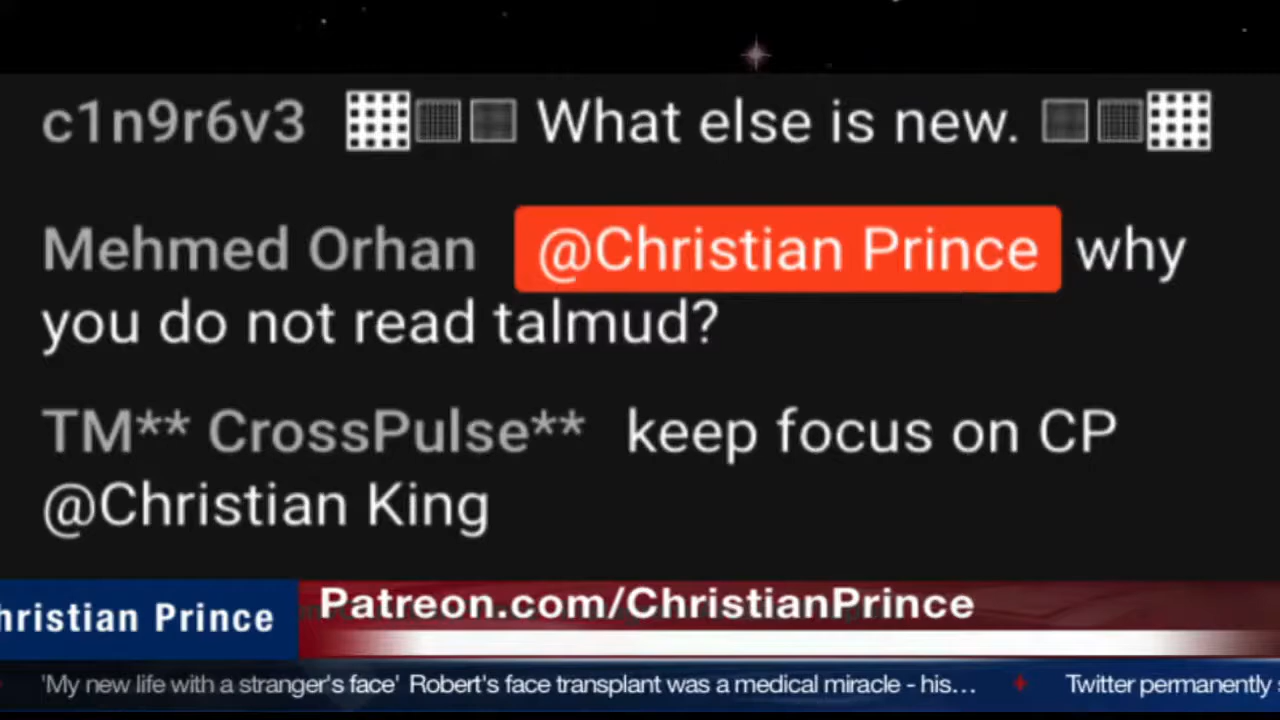 c1n9r6v3 What else is new.
Mehmed Orhan @Christian Prince why
you do not read talmud?
TM** CrossPulse** keep focus on CP
@Christian King
hristian Prince
Patreon.com/ChristianPrince
'My new life with a stranger's face' Robert's face transplant was a medical miracle - his... Twitter permanently